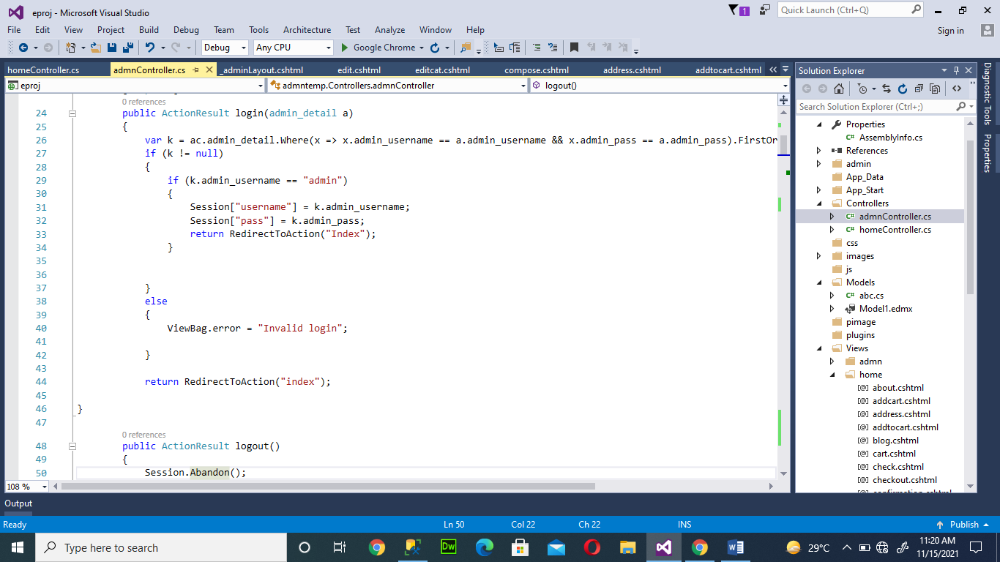 eproj - Microsoft Visual Studio
1
Quick Launch (Ctrl+Q)
File Edit View Project Build Debug Team Tools Architecture Test Analyze Window Help
Sign in
Debug Any CPU Google Chrome
homeController.cs admnController.cs _adminLayout.cshtml edit.cshtml editcat.cshtml compose.cshtml address.cshtml addtocart.cshtml
eproj admntemp.Controllers.admnController logout()
0 references
24 public ActionResult login(admin_detail a)
25 {
26 var k = ac.admin_detail.Where(x => x.admin_username == a.admin_username && x.admin_pass == a.admin_pass).FirstOr
27 if (k != null)
28 {
29 if (k.admin_username == "admin")
30 {
31 Session["username"] = k.admin_username;
32 Session["pass"] = k.admin_pass;
33 return RedirectToAction("Index");
34 }
35
36
37 }
38 else
39 {
40 ViewBag.error = "Invalid login";
41
42 }
43
44 return RedirectToAction("index");
45
46 }
47
0 references
48 public ActionResult logout()
49 {
50 Session.Abandon();
108 %
Solution Explorer
Search Solution Explorer (Ctrl+;)
Properties
AssemblyInfo.cs
References
admin
App_Data
App_Start
Controllers
admnController.cs
homeController.cs
css
images
js
Models
abc.cs
Model1.edmx
pimage
plugins
Views
admn
home
about.cshtml
addcart.cshtml
address.cshtml
addtocart.cshtml
blog.cshtml
cart.cshtml
check.cshtml
checkout.cshtml
confirmation.cshtml
Diagnostic Tools
Properties
Output
Ready Ln 50 Col 22 Ch 22 INS Publish
Type here to search
Dw
29°C
11:20 AM
11/15/2021